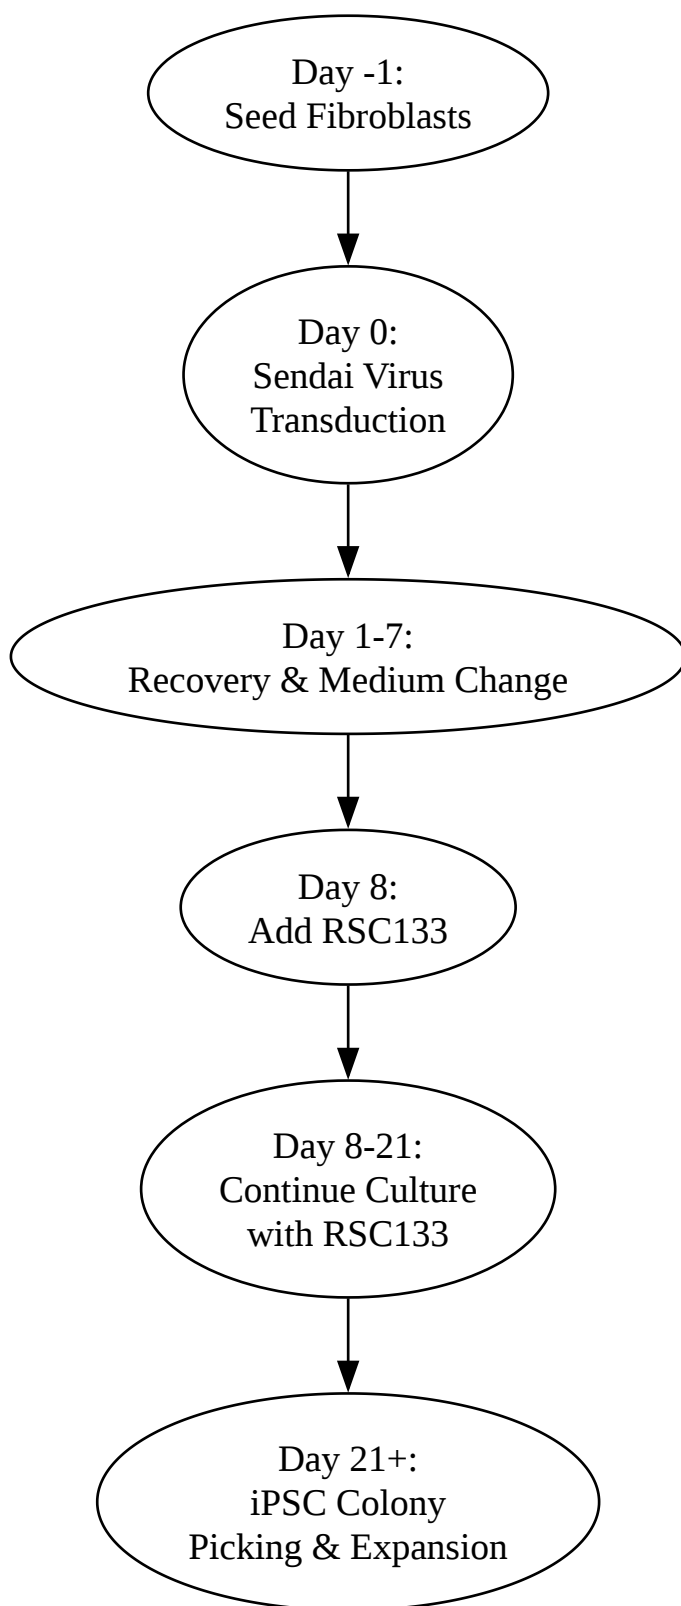 Day -1:
Seed Fibroblasts
Day 0:
Sendai Virus
Transduction
Day 1-7:
Recovery & Medium Change
Day 8:
Add RSC133
Day 8-21:
Continue Culture
with RSC133
Day 21+:
iPSC Colony
Picking & Expansion